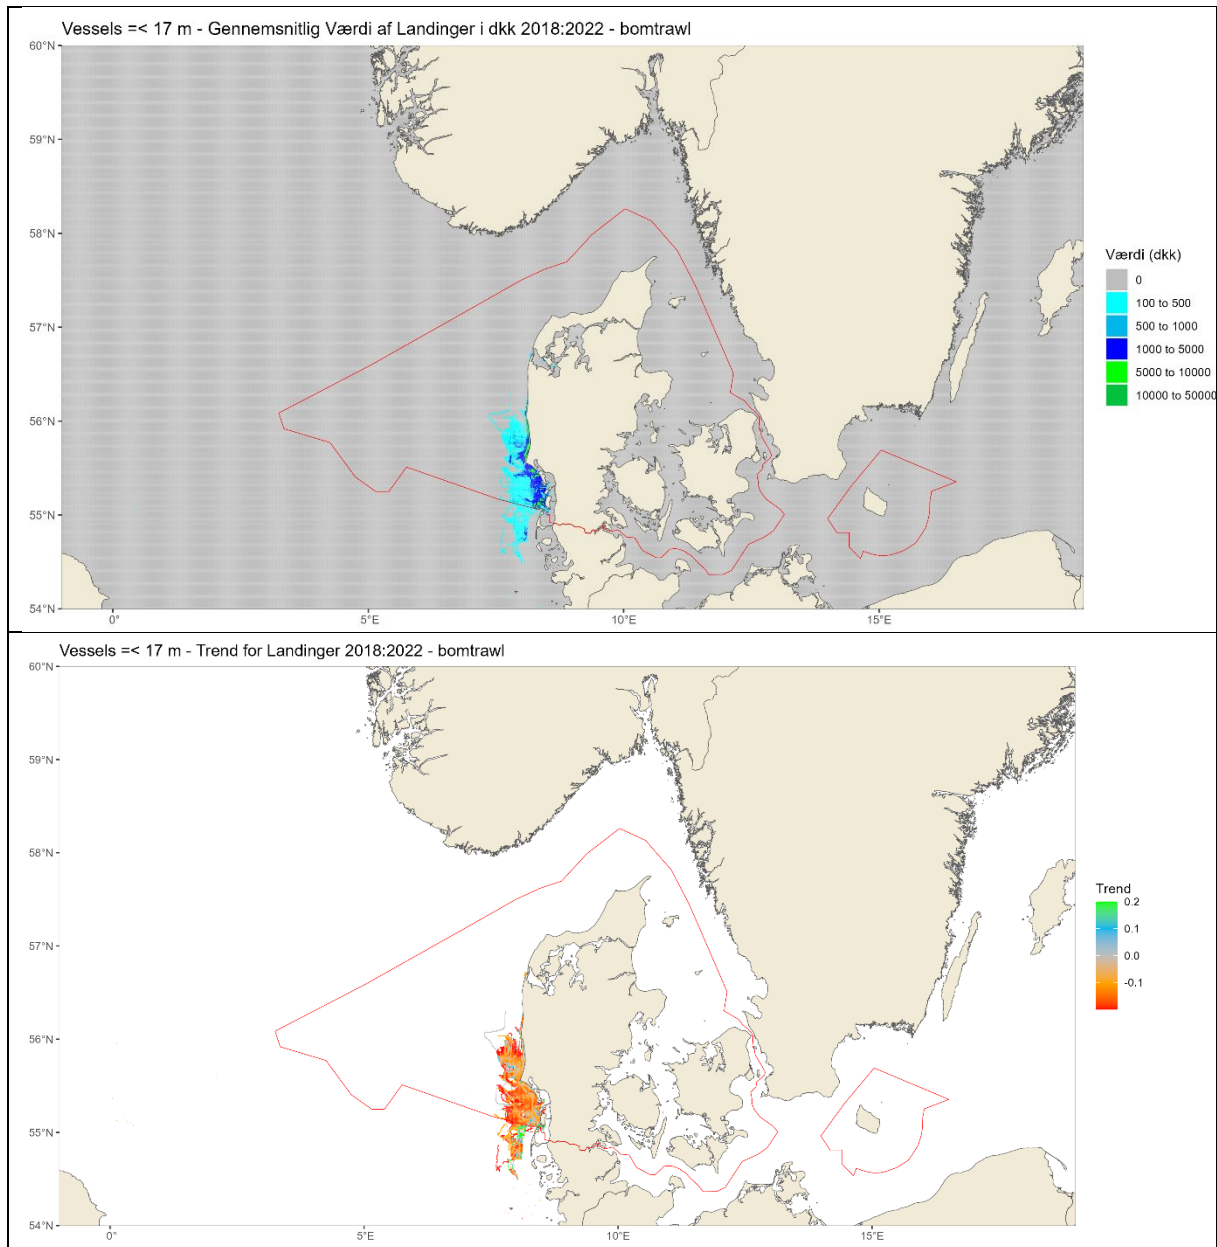 Vessels =< 17 m - Gennemsnitlig Værdi af Landinger i dkk 2018:2022 - bomtrawl
60°N
59°N
58°N
57°N
56°N
55°N
54°N
0°
5°E
10°E
15°E
Værdi (dkk)
0
100 to 500
500 to 1000
1000 to 5000
5000 to 10000
10000 to 50000
Vessels =< 17 m - Trend for Landinger 2018:2022 - bomtrawl
60°N
59°N
58°N
57°N
56°N
55°N
54°N
0°
5°E
10°E
15°E
Trend
0.2
0.1
0.0
-0.1